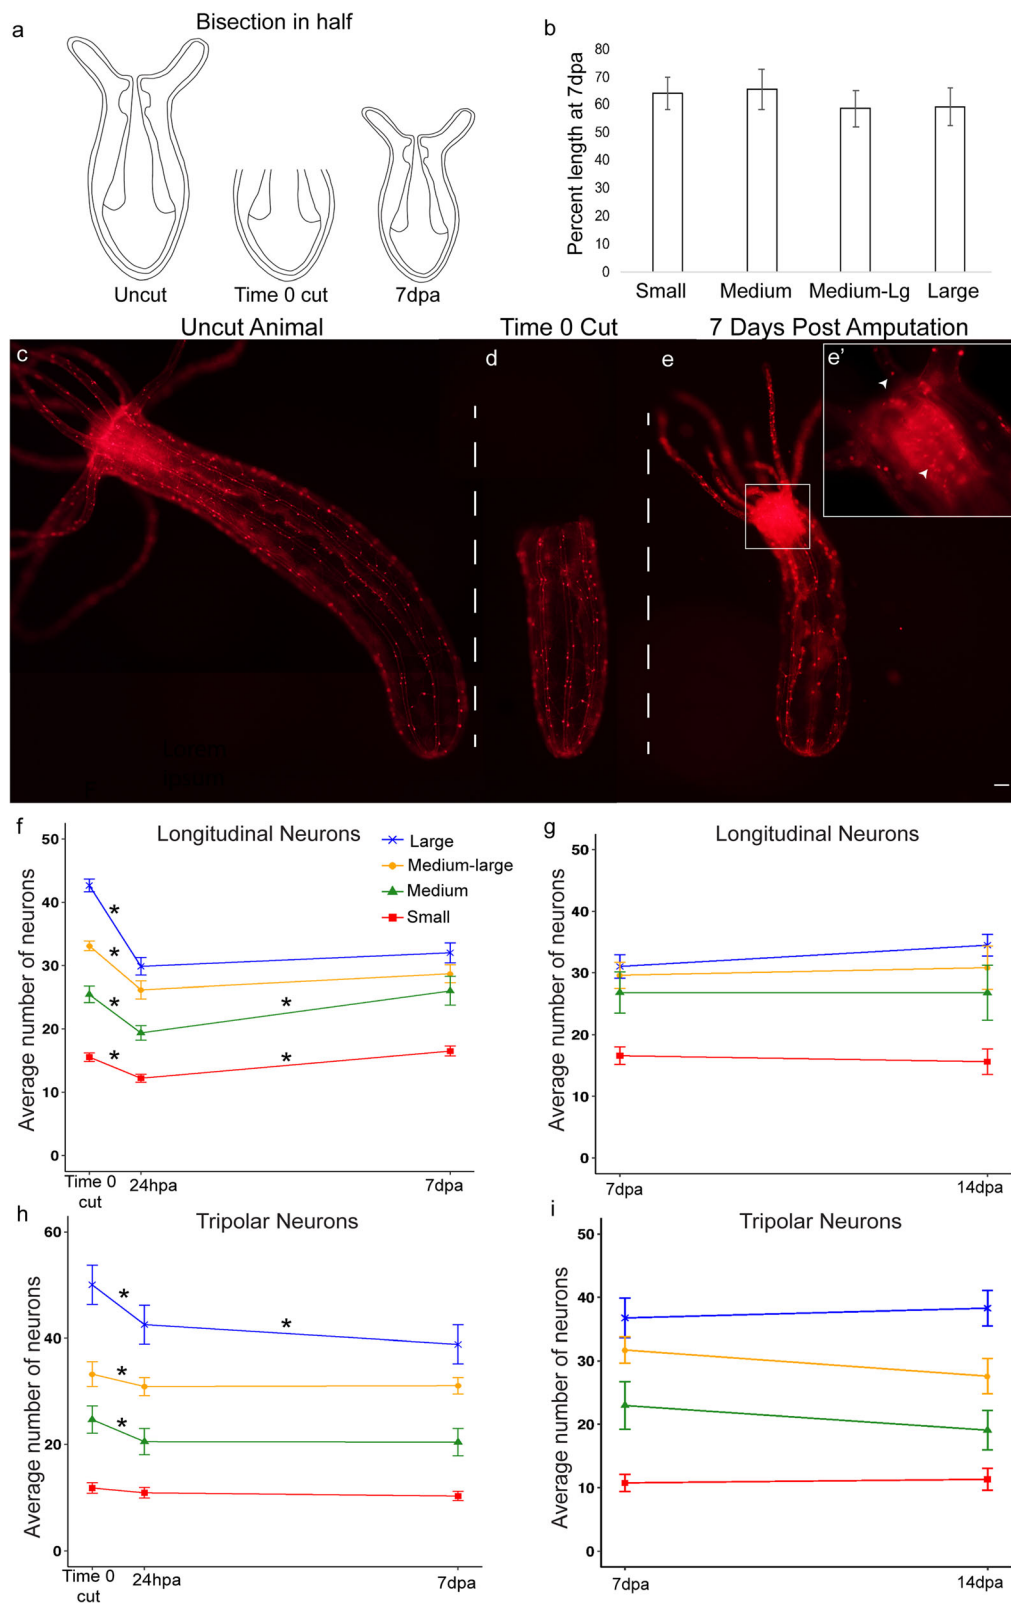 a
Bisection in half
Uncut
Time 0 cut
7dpa
b
Percent length at 7dpa
80
70
60
50
40
30
20
10
0
Small
Medium
Medium-Lg
Large
Uncut Animal
Time 0 Cut
7 Days Post Amputation
c
d
e
e'
Lorem
ipsum
f
Longitudinal Neurons
Average number of neurons
50
40
30
20
10
0
Large
Medium-large
Medium
Small
*
*
*
*
*
*
Time 0
cut
24hpa
7dpa
g
Longitudinal Neurons
Average number of neurons
50
40
30
20
10
0
7dpa
14dpa
h
Tripolar Neurons
Average number of neurons
60
40
20
0
*
*
*
*
Time 0
cut
24hpa
7dpa
i
Tripolar Neurons
Average number of neurons
50
40
30
20
10
0
7dpa
14dpa